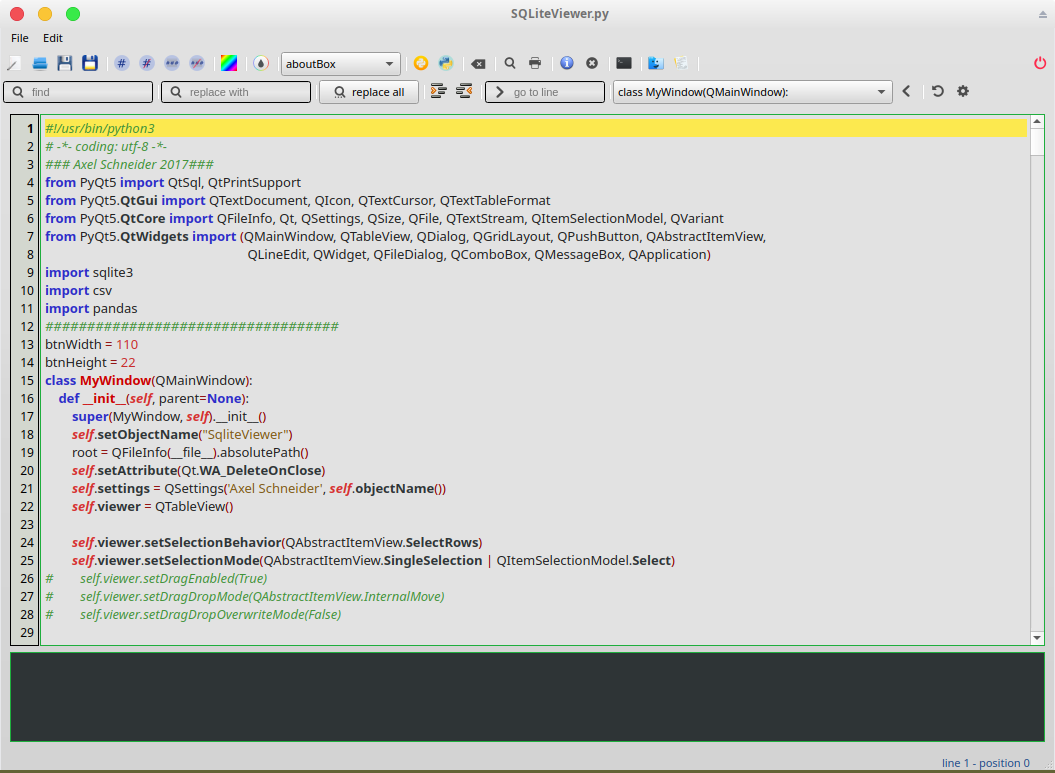 SQLiteViewer.py
File Edit
# # aboutBox
find replace with replace all go to line class MyWindow(QMainWindow):
1 #!/usr/bin/python3
2 # -*- coding: utf-8 -*-
3 ### Axel Schneider 2017###
4 from PyQt5 import QtSql, QtPrintSupport
5 from PyQt5.QtGui import QTextDocument, QIcon, QTextCursor, QTextTableFormat
6 from PyQt5.QtCore import QFileInfo, Qt, QSettings, QSize, QFile, QTextStream, QItemSelectionModel, QVariant
7 from PyQt5.QtWidgets import (QMainWindow, QTableView, QDialog, QGridLayout, QPushButton, QAbstractItemView,
8 QLineEdit, QWidget, QFileDialog, QComboBox, QMessageBox, QApplication)
9 import sqlite3
10 import csv
11 import pandas
12 ###################################
13 btnWidth = 110
14 btnHeight = 22
15 class MyWindow(QMainWindow):
16 def __init__(self, parent=None):
17 super(MyWindow, self).__init__()
18 self.setObjectName("SqliteViewer")
19 root = QFileInfo(__file__).absolutePath()
20 self.setAttribute(Qt.WA_DeleteOnClose)
21 self.settings = QSettings('Axel Schneider', self.objectName())
22 self.viewer = QTableView()
23
24 self.viewer.setSelectionBehavior(QAbstractItemView.SelectRows)
25 self.viewer.setSelectionMode(QAbstractItemView.SingleSelection | QItemSelectionModel.Select)
26 # self.viewer.setDragEnabled(True)
27 # self.viewer.setDragDropMode(QAbstractItemView.InternalMove)
28 # self.viewer.setDragDropOverwriteMode(False)
29
line 1 - position 0